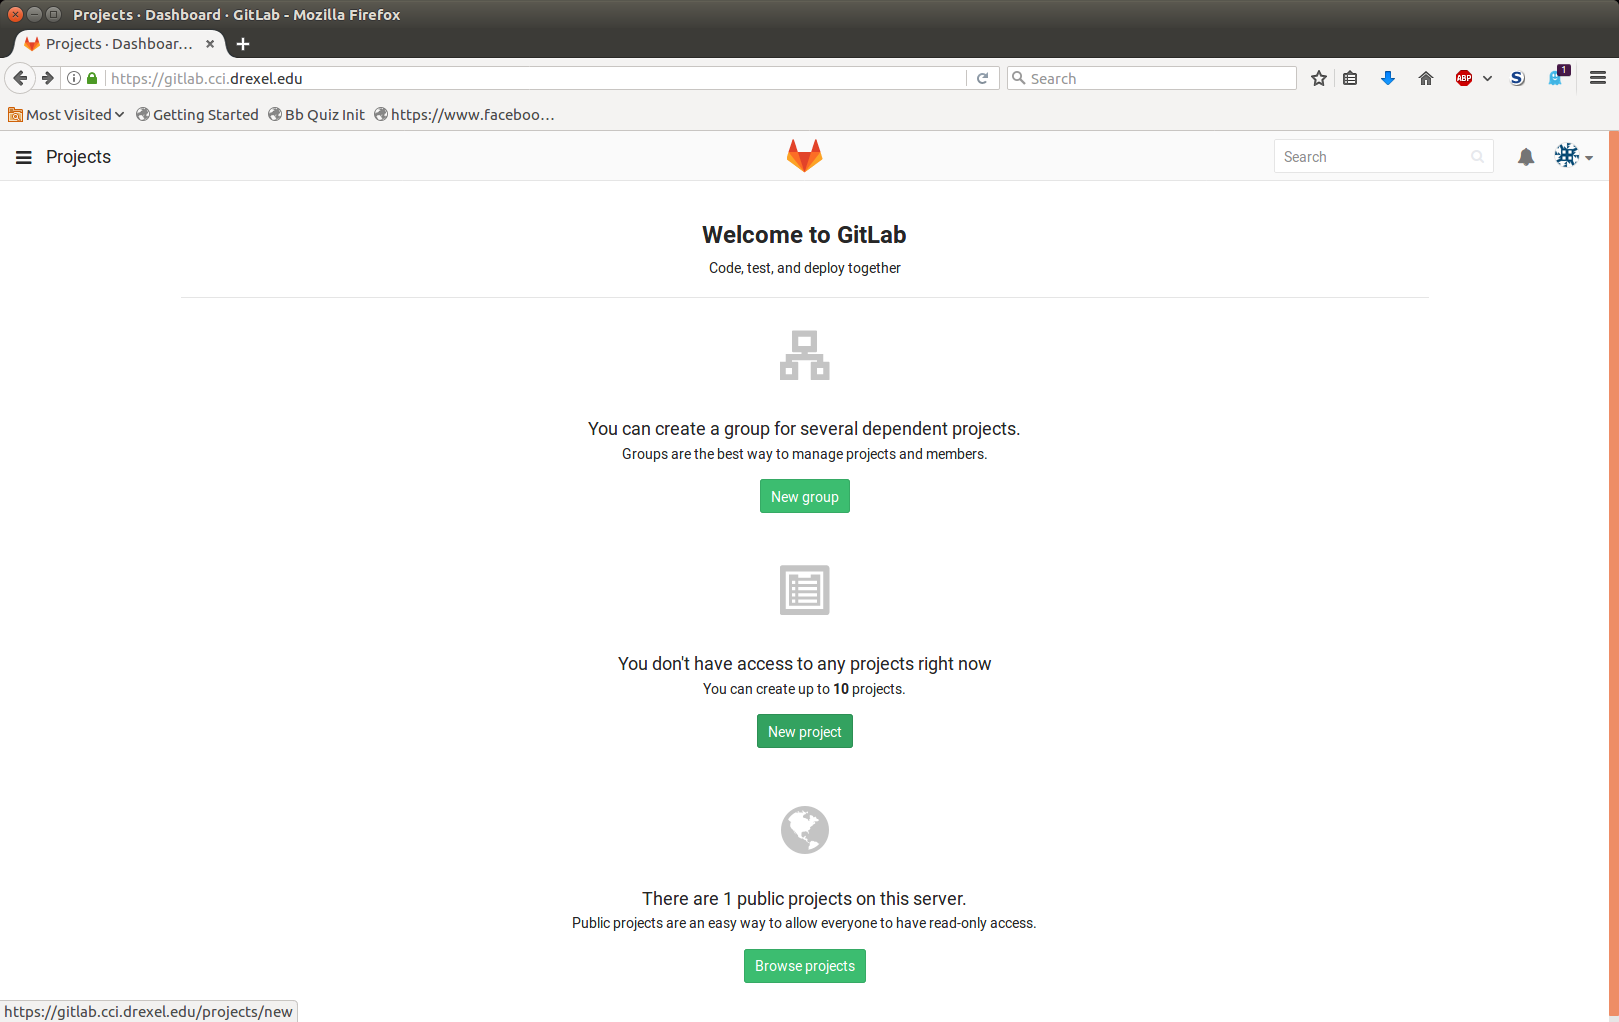 Projects · Dashboard · GitLab - Mozilla Firefox
Projects · Dashboar...
https://gitlab.cci.drexel.edu
Search
ABP
S
1
Most Visited
Getting Started
Bb Quiz Init
https://www.faceboo...
Projects
Search
Welcome to GitLab
Code, test, and deploy together
You can create a group for several dependent projects.
Groups are the best way to manage projects and members.
New group
You don't have access to any projects right now
You can create up to 10 projects.
New project
There are 1 public projects on this server.
Public projects are an easy way to allow everyone to have read-only access.
Browse projects
https://gitlab.cci.drexel.edu/projects/new